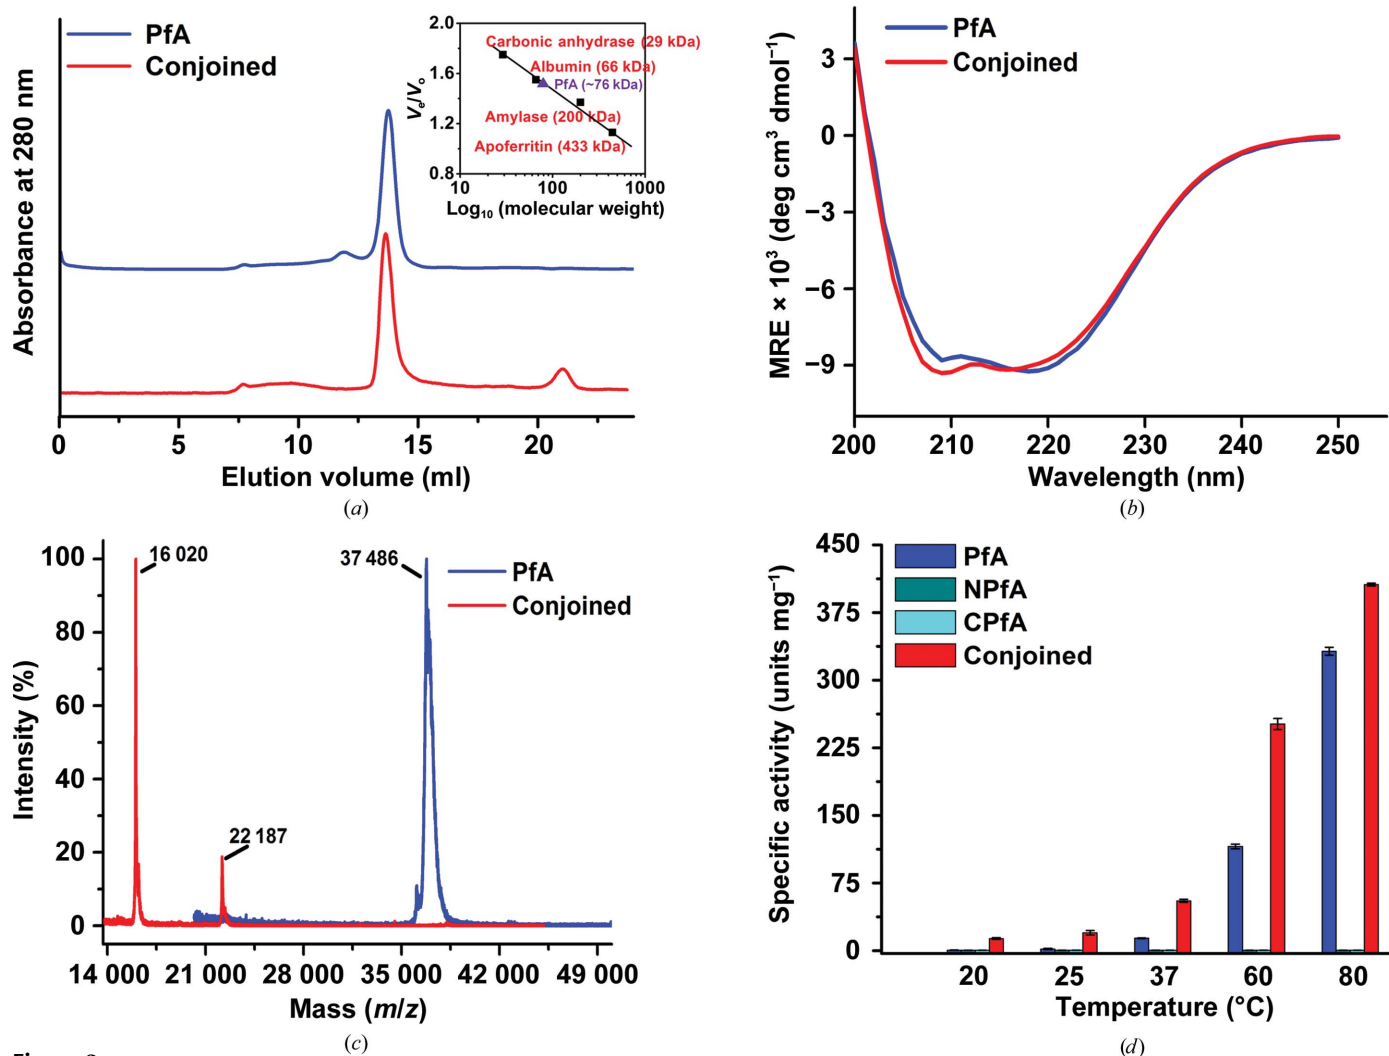 PfA
Conjoined
Absorbance at 280 nm
2.0
1.6
1.2
0.8
Vₑ/Vₒ
Carbonic anhydrase (29 kDa)
Albumin (66 kDa)
PfA (~76 kDa)
Amylase (200 kDa)
Apoferritin (433 kDa)
10 100 1000
Log₁₀ (molecular weight)
0 5 10 15 20
Elution volume (ml)
(a)
PfA
Conjoined
MRE × 10³ (deg cm³ dmol⁻¹)
3
0
−3
−6
−9
200 210 220 230 240 250
Wavelength (nm)
(b)
PfA
Conjoined
16 020
37 486
22 187
Intensity (%)
100
80
60
40
20
0
14 000 21 000 28 000 35 000 42 000 49 000
Mass (m/z)
(c)
PfA
NPfA
CPfA
Conjoined
Specific activity (units mg⁻¹)
450
375
300
225
150
75
0
20 25 37 60 80
Temperature (°C)
(d)